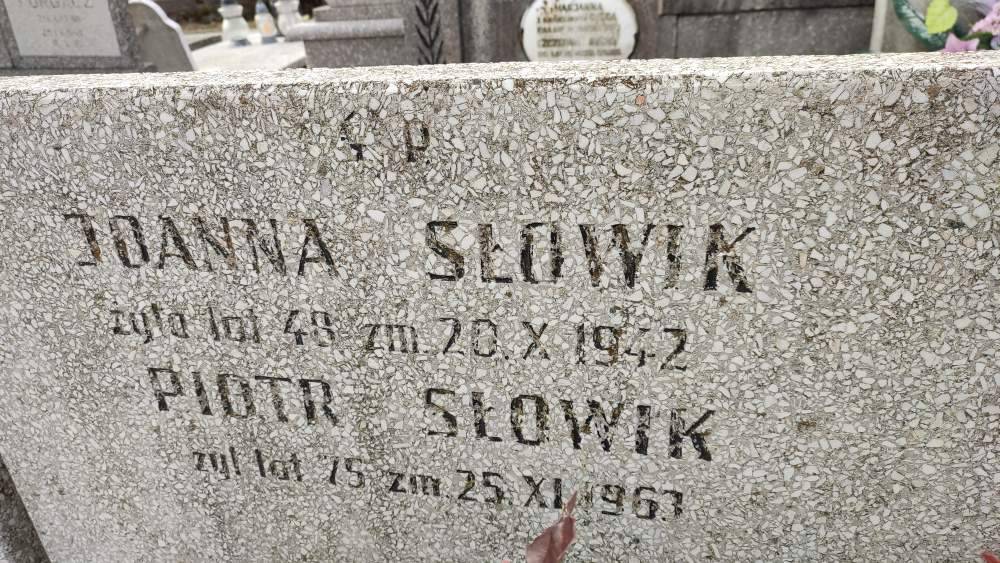 Ś P
JOANNA SŁOWIK
żyła lat 48 zm. 20. X 1942
PIOTR SŁOWIK
żył lat 75 zm. 25. XI 1963